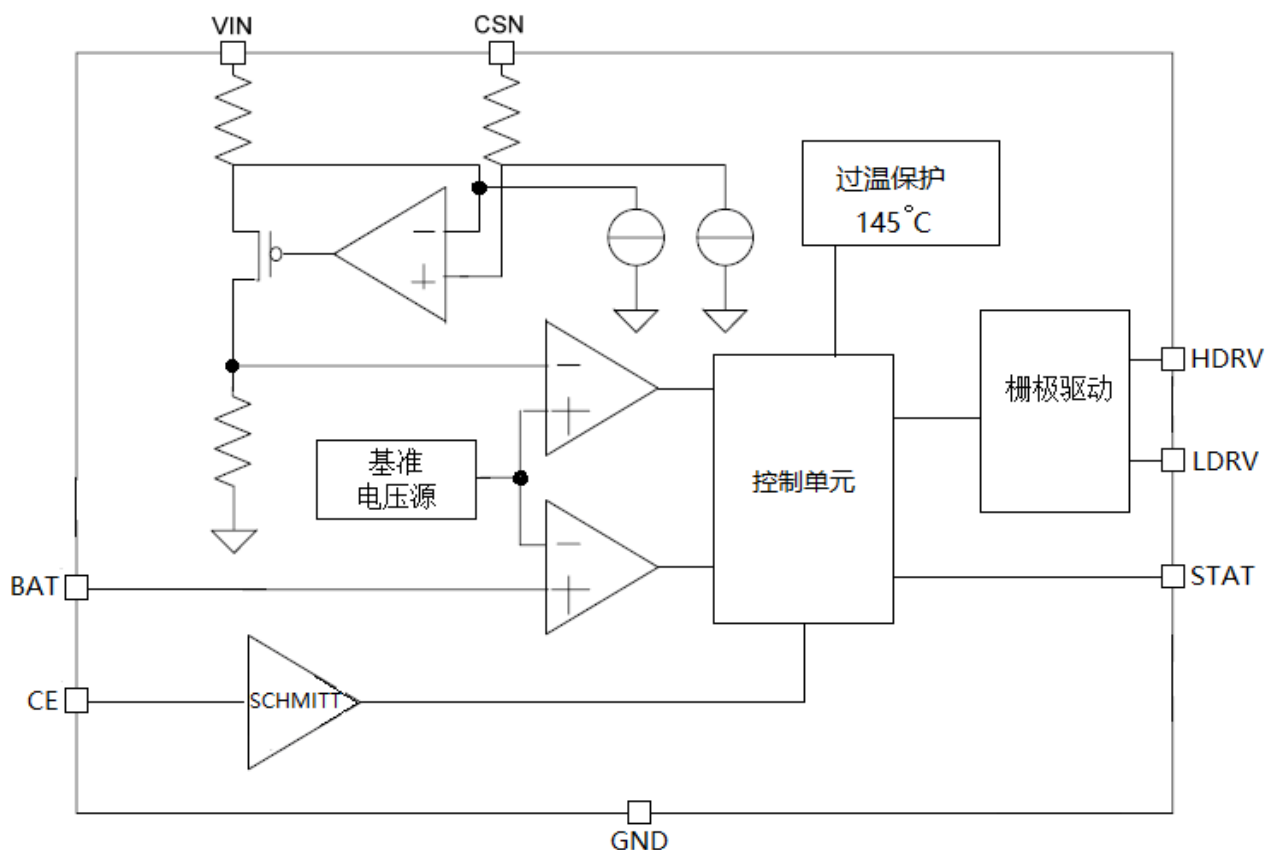 VIN
CSN
过温保护
145°C
HDRV
栅极驱动
基准
电压源
控制单元
LDRV
BAT
STAT
CE
SCHMITT
GND